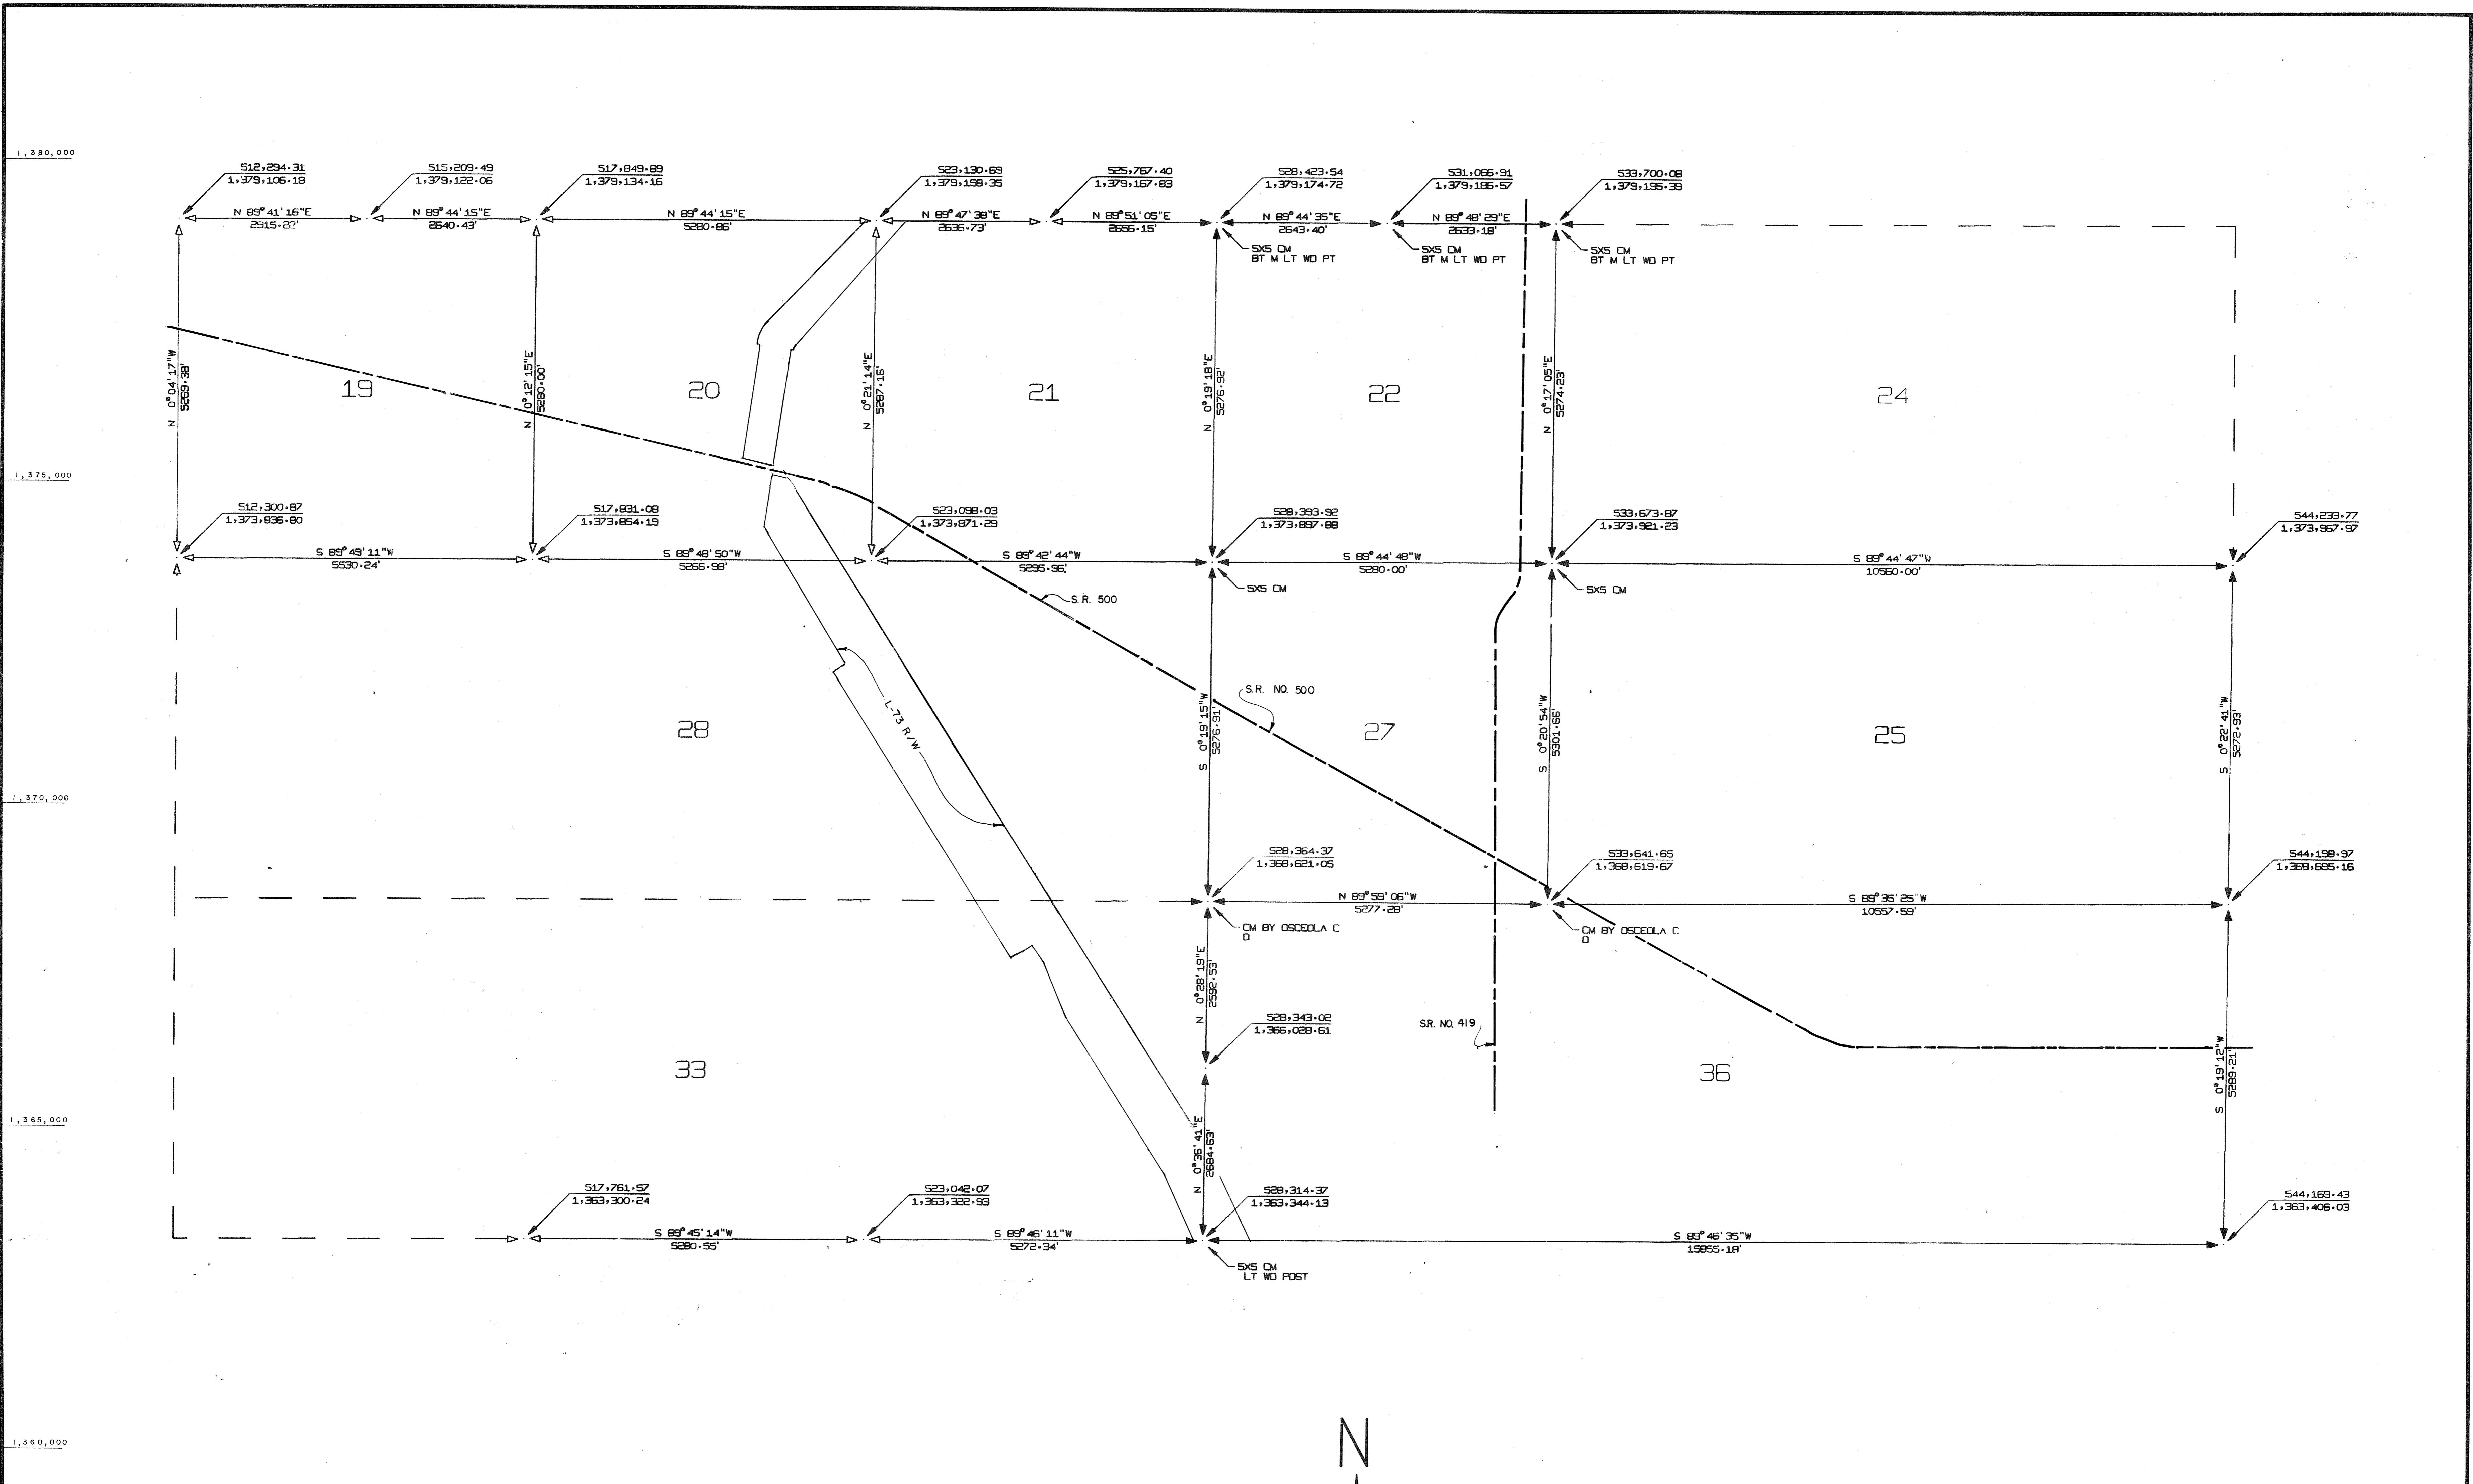 1,380,000
512,294.31
1,379,106.18
515,209.49
1,379,122.06
517,849.89
1,379,134.16
523,130.69
1,379,158.35
525,767.40
1,379,167.83
528,423.54
1,379,174.72
531,066.91
1,379,186.57
533,700.08
1,379,195.39
N 89° 41' 16"E
2915.22'
N 89° 44' 15"E
2640.43'
N 89° 44' 15"E
5280.86'
N 89° 47' 38"E
2636.73'
N 89° 51' 05"E
2656.15'
N 89° 44' 35"E
2643.40'
N 89° 48' 29"E
2633.18'
5X5 CM
BT M LT WD PT
5X5 CM
BT M LT WD PT
5X5 CM
BT M LT WD PT
N 0° 04' 17"W
5269.38'
19
N 0° 12' 15"E
5280.00'
20
N 0° 21' 14"E
5287.16'
21
N 0° 19' 18"E
5276.92'
22
N 0° 17' 05"E
5274.23'
24
1,375,000
512,300.87
1,373,836.80
517,831.08
1,373,854.19
523,098.03
1,373,871.29
528,393.92
1,373,897.88
533,673.87
1,373,921.23
544,233.77
1,373,967.97
S 89° 49' 11"W
5530.24'
S 89° 48' 50"W
5266.98'
S 89° 42' 44"W
5295.96'
S 89° 44' 48"W
5280.00'
S 89° 44' 47"W
10560.00'
5X5 CM
5X5 CM
S.R. 500
S.R. NO. 500
L-73 R/W
28
S 0° 19' 15"W
5276.91'
27
S 0° 20' 54"W
5301.66'
25
S 0° 22' 41"W
5272.93'
1,370,000
528,364.37
1,368,621.05
533,641.65
1,368,619.67
544,198.97
1,368,695.16
N 89° 59' 06"W
5277.28'
S 89° 35' 25"W
10557.59'
CM BY OSCEOLA C
O
CM BY OSCEOLA C
O
N 0° 28' 19"E
2592.53'
528,343.02
1,366,028.61
S.R. NO. 419
33
36
S 0° 19' 12"W
5289.21'
1,365,000
N 0° 36' 41"E
2684.63'
517,761.57
1,363,300.24
523,042.07
1,363,322.93
528,314.37
1,363,344.13
544,169.43
1,363,406.03
S 89° 45' 14"W
5280.55'
S 89° 46' 11"W
5272.34'
S 89° 46' 35"W
15855.18'
5X5 CM
LT WD POST
1,360,000
N